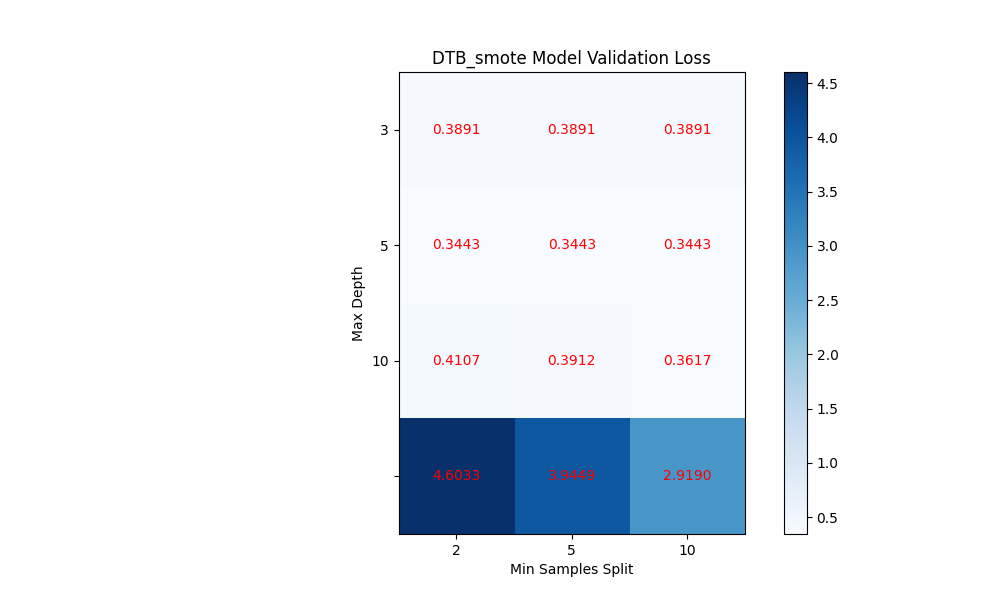 DTB_smote Model Validation Loss
3
0.3891 0.3891 0.3891
5
0.3443 0.3443 0.3443
10
0.4107 0.3912 0.3617
4.6033 2.9190
2 5 10
Min Samples Split
Max Depth
4.5
4.0
3.5
3.0
2.5
2.0
1.5
1.0
0.5